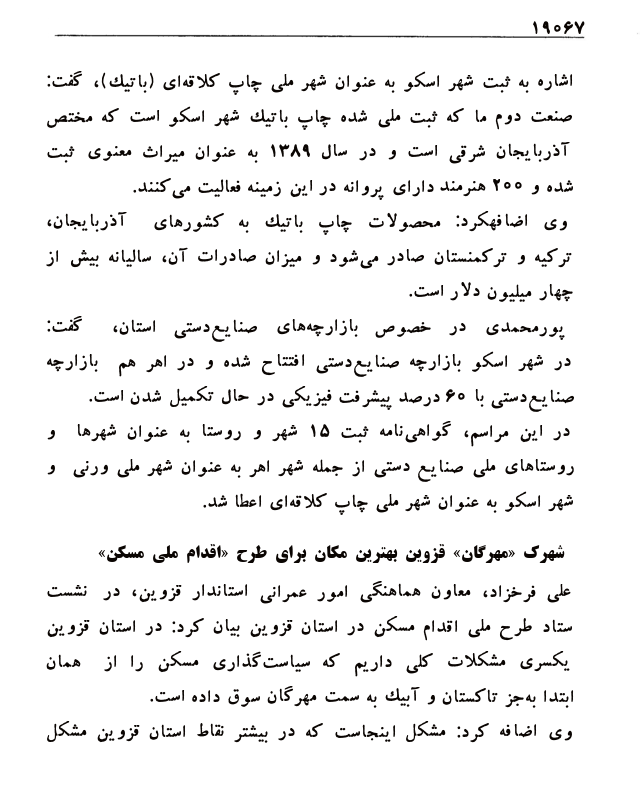 ۱۹۰۶۷
اشاره به ثبت شهر اسکو به عنوان شهر ملی چاپ کلاقه‌ای (باتیك)، گفت:
صنعت دوم ما که ثبت ملی شده چاپ باتیك شهر اسکو است که مختص
آذربایجان شرقی است و در سال ۱۳۸۹ به عنوان میراث معنوی ثبت
شده و ۲۰۰ هنرمند دارای پروانه در این زمینه فعالیت می‌کنند.
وی اضافهکرد: محصولات چاپ باتیك به کشورهای آذربایجان،
ترکیه و ترکمنستان صادر می‌شود و میزان صادرات آن، سالیانه بیش از
چهار میلیون دلار است.
پورمحمدی در خصوص بازارچه‌های صنایع‌دستی استان، گفت:
در شهر اسکو بازارچه صنایع‌دستی افتتاح شده و در اهر هم بازارچه
صنایع‌دستی با ۶۰ درصد پیشرفت فیزیکی در حال تکمیل شدن است.
در این مراسم، گواهی‌نامه ثبت ۱۵ شهر و روستا به عنوان شهرها و
روستاهای ملی صنایع دستی از جمله شهر اهر به عنوان شهر ملی ورنی و
شهر اسکو به عنوان شهر ملی چاپ کلاقه‌ای اعطا شد.
شهرک «مهرگان» قزوین بهترین مکان برای طرح «اقدام ملی مسکن»
علی فرخزاد، معاون هماهنگی امور عمرانی استاندار قزوین، در نشست
ستاد طرح ملی اقدام مسکن در استان قزوین بیان کرد: در استان قزوین
یکسری مشکلات کلی داریم که سیاست‌گذاری مسکن را از همان
ابتدا به‌جز تاکستان و آبیك به سمت مهرگان سوق داده است.
وی اضافه کرد: مشکل اینجاست که در بیشتر نقاط استان قزوین مشکل